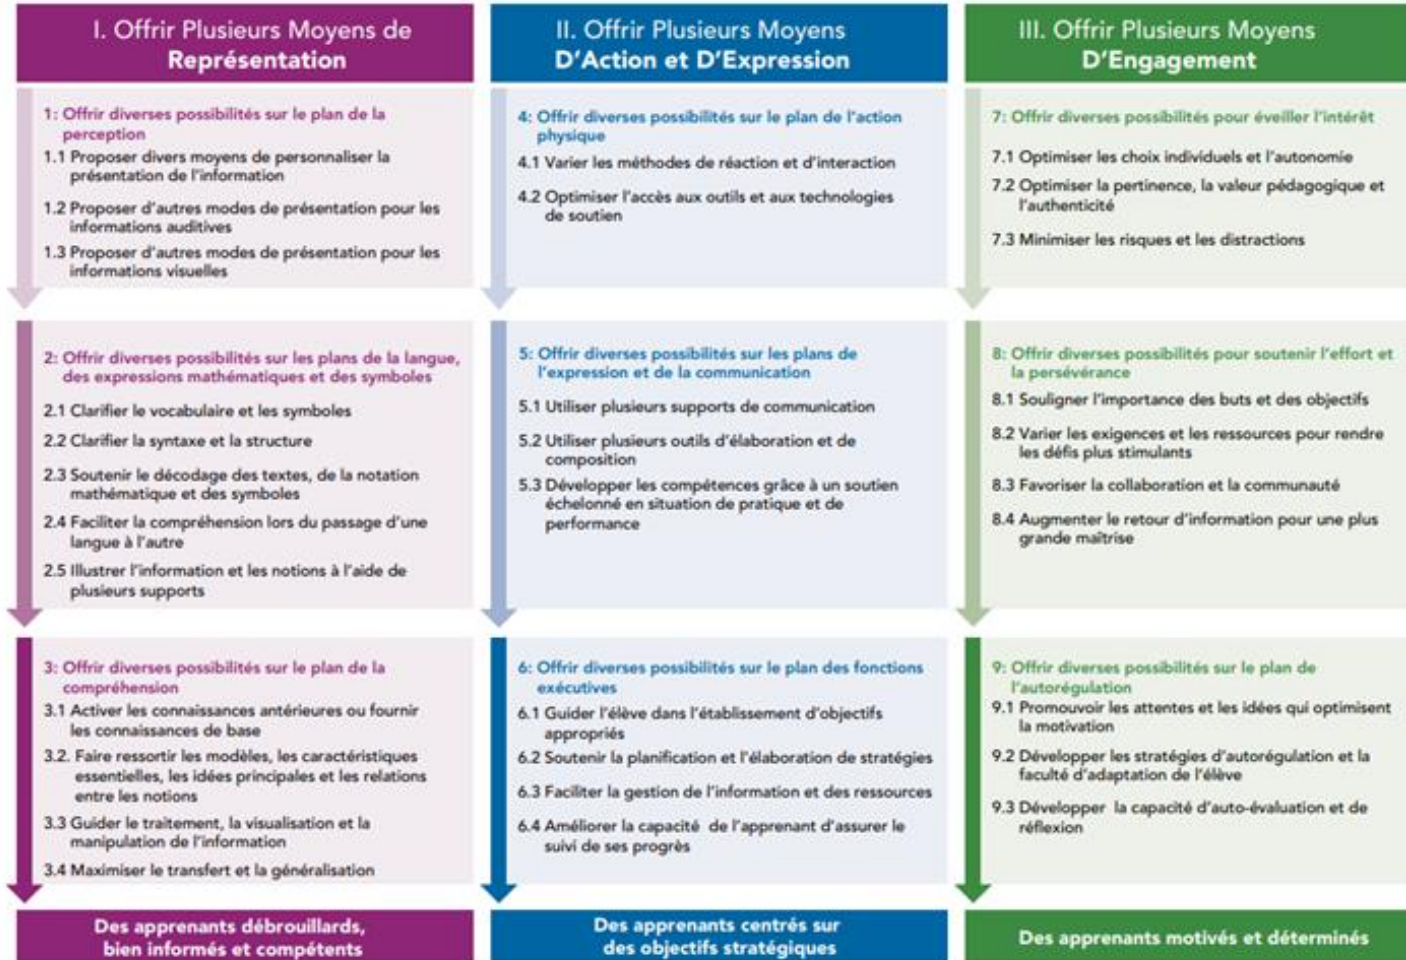 I. Offrir Plusieurs Moyens de
Représentation
1: Offrir diverses possibilités sur le plan de la
perception
1.1 Proposer divers moyens de personnaliser la
présentation de l'information
1.2 Proposer d'autres modes de présentation pour les
informations auditives
1.3 Proposer d'autres modes de présentation pour les
informations visuelles
2: Offrir diverses possibilités sur les plans de la langue,
des expressions mathématiques et des symboles
2.1 Clarifier le vocabulaire et les symboles
2.2 Clarifier la syntaxe et la structure
2.3 Soutenir le décodage des textes, de la notation
mathématique et des symboles
2.4 Faciliter la compréhension lors du passage d'une
langue à l'autre
2.5 Illustrer l'information et les notions à l'aide de
plusieurs supports
3: Offrir diverses possibilités sur le plan de la
compréhension
3.1 Activer les connaissances antérieures ou fournir
les connaissances de base
3.2. Faire ressortir les modèles, les caractéristiques
essentielles, les idées principales et les relations
entre les notions
3.3 Guider le traitement, la visualisation et la
manipulation de l'information
3.4 Maximiser le transfert et la généralisation
Des apprenants débrouillards,
bien informés et compétents
II. Offrir Plusieurs Moyens
D'Action et D'Expression
4: Offrir diverses possibilités sur le plan de l'action
physique
4.1 Varier les méthodes de réaction et d'interaction
4.2 Optimiser l'accès aux outils et aux technologies
de soutien
5: Offrir diverses possibilités sur les plans de
l'expression et de la communication
5.1 Utiliser plusieurs supports de communication
5.2 Utiliser plusieurs outils d'élaboration et de
composition
5.3 Développer les compétences grâce à un soutien
échelonné en situation de pratique et de
performance
6: Offrir diverses possibilités sur le plan des fonctions
exécutives
6.1 Guider l'élève dans l'établissement d'objectifs
appropriés
6.2 Soutenir la planification et l'élaboration de stratégies
6.3 Faciliter la gestion de l'information et des ressources
6.4 Améliorer la capacité de l'apprenant d'assurer le
suivi de ses progrès
Des apprenants centrés sur
des objectifs stratégiques
III. Offrir Plusieurs Moyens
D'Engagement
7: Offrir diverses possibilités pour éveiller l'intérêt
7.1 Optimiser les choix individuels et l'autonomie
7.2 Optimiser la pertinence, la valeur pédagogique et
l'authenticité
7.3 Minimiser les risques et les distractions
8: Offrir diverses possibilités pour soutenir l'effort et
la persévérance
8.1 Souligner l'importance des buts et des objectifs
8.2 Varier les exigences et les ressources pour rendre
les défis plus stimulants
8.3 Favoriser la collaboration et la communauté
8.4 Augmenter le retour d'information pour une plus
grande maîtrise
9: Offrir diverses possibilités sur le plan de
l'autorégulation
9.1 Promouvoir les attentes et les idées qui optimisent
la motivation
9.2 Développer les stratégies d'autorégulation et la
faculté d'adaptation de l'élève
9.3 Développer la capacité d'auto-évaluation et de
réflexion
Des apprenants motivés et déterminés